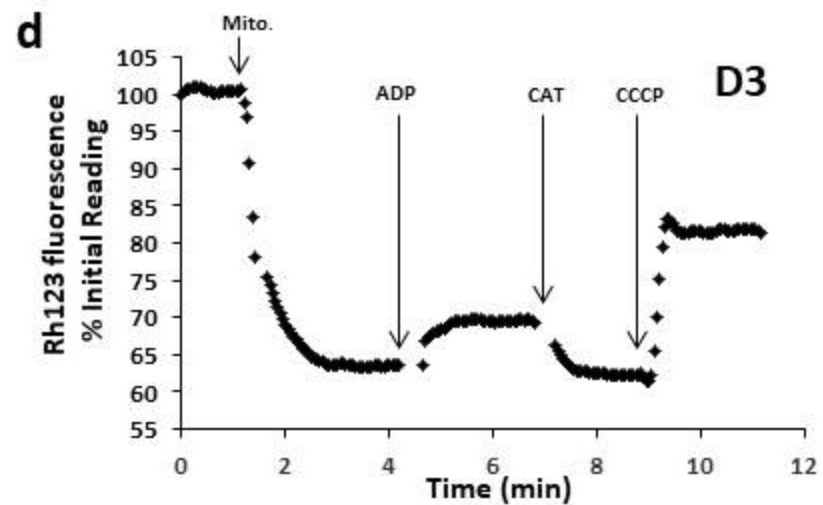 d
Mito.
D3
ADP
CAT
CCCP
Rh123 fluorescence
% Initial Reading
105
100
95
90
85
80
75
70
65
60
55
0
2
4
6
8
10
12
Time (min)